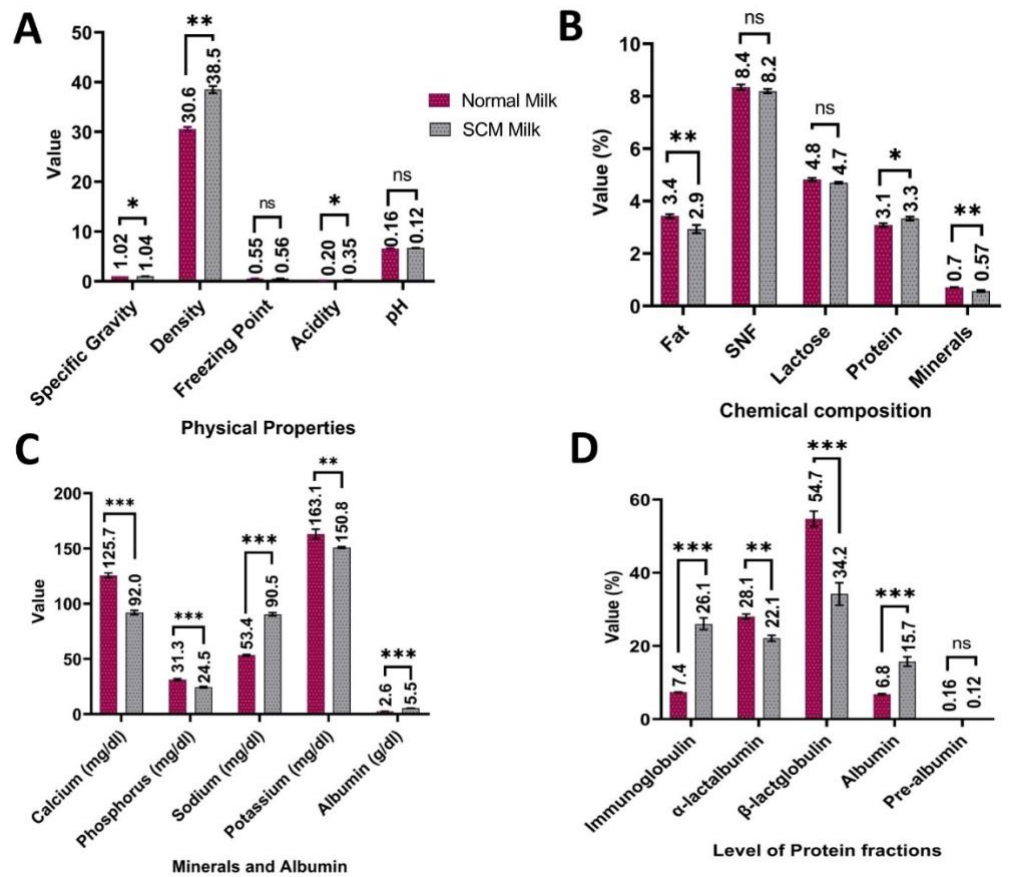 A
B
50
40
30
20
10
0
Value
**
30.6
38.5
*
1.02
1.04
ns
0.55
0.56
*
0.20
0.35
ns
0.16
0.12
Specific Gravity
Density
Freezing Point
Acidity
pH
Physical Properties
Normal Milk
SCM Milk
10
8
6
4
2
0
Value (%)
**
3.4
2.9
ns
8.4
8.2
ns
4.8
4.7
*
3.1
3.3
**
0.7
0.57
Fat
SNF
Lactose
Protein
Minerals
Chemical composition
C
D
200
150
100
50
0
Value
***
125.7
92.0
***
31.3
24.5
***
53.4
90.5
**
163.1
150.8
***
2.6
5.5
Calcium (mg/dl)
Phosphorus (mg/dl)
Sodium (mg/dl)
Potassium (mg/dl)
Albumin (g/dl)
Minerals and Albumin
60
40
20
0
Value (%)
***
7.4
26.1
**
28.1
22.1
***
54.7
34.2
***
6.8
15.7
ns
0.16
0.12
Immunoglobulin
α-lactalbumin
β-lactglobulin
Albumin
Pre-albumin
Level of Protein fractions